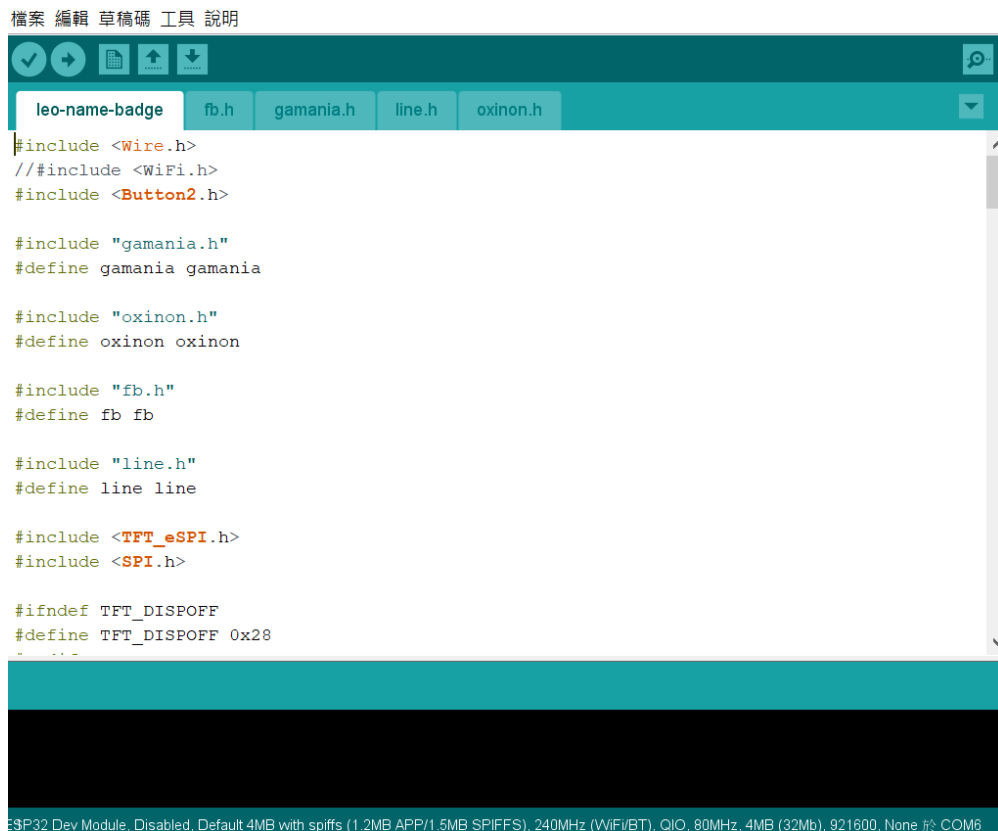 檔案 編輯 草稿碼 工具 說明
leo-name-badge fb.h gamania.h line.h oxinon.h
#include <Wire.h>
//#include <WiFi.h>
#include <Button2.h>
#include "gamania.h"
#define gamania gamania
#include "oxinon.h"
#define oxinon oxinon
#include "fb.h"
#define fb fb
#include "line.h"
#define line line
#include <TFT_eSPI.h>
#include <SPI.h>
#ifndef TFT_DISPOFF
#define TFT_DISPOFF 0x28
ESP32 Dev Module, Disabled, Default 4MB with spiffs (1.2MB APP/1.5MB SPIFFS), 240MHz (WiFi/BT), QIO, 80MHz, 4MB (32Mb), 921600, None 於 COM6